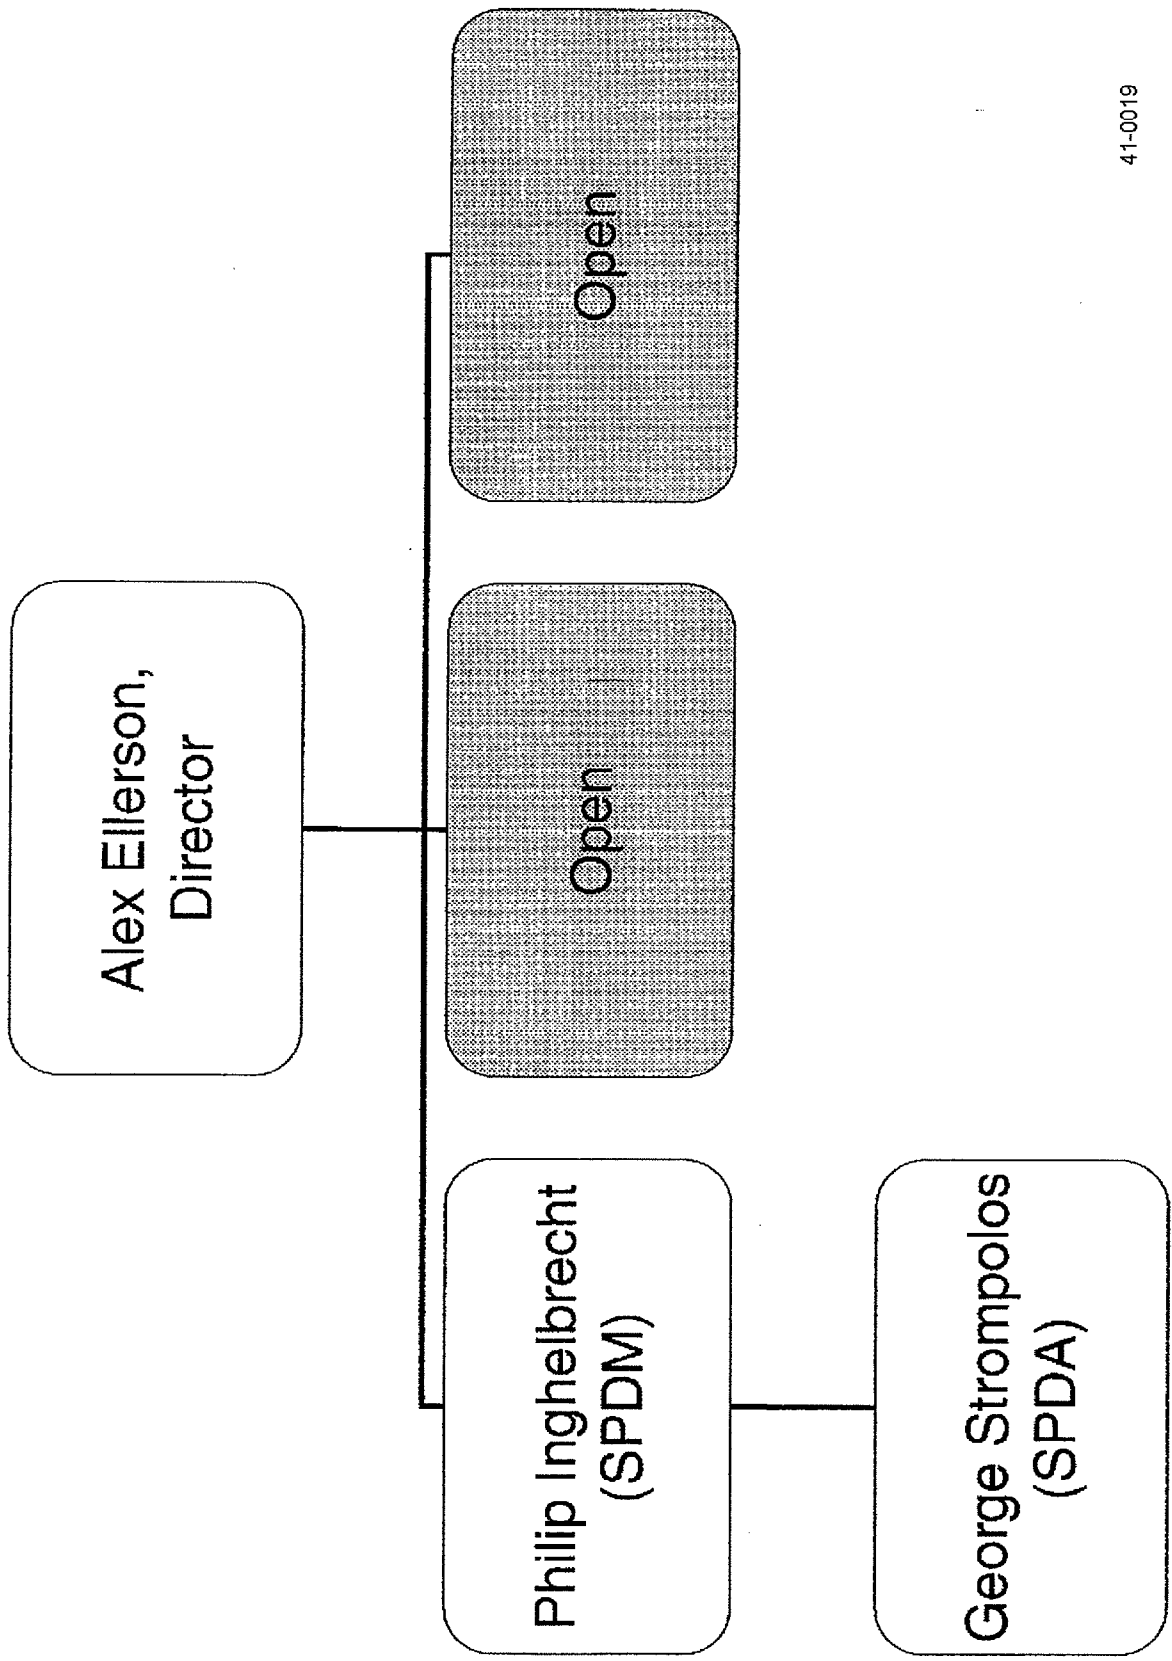 Alex Ellerson,
Director
Philip Inghelbrecht
(SPDM)
Open
Open
George Strompolos
(SPDA)
41-0019